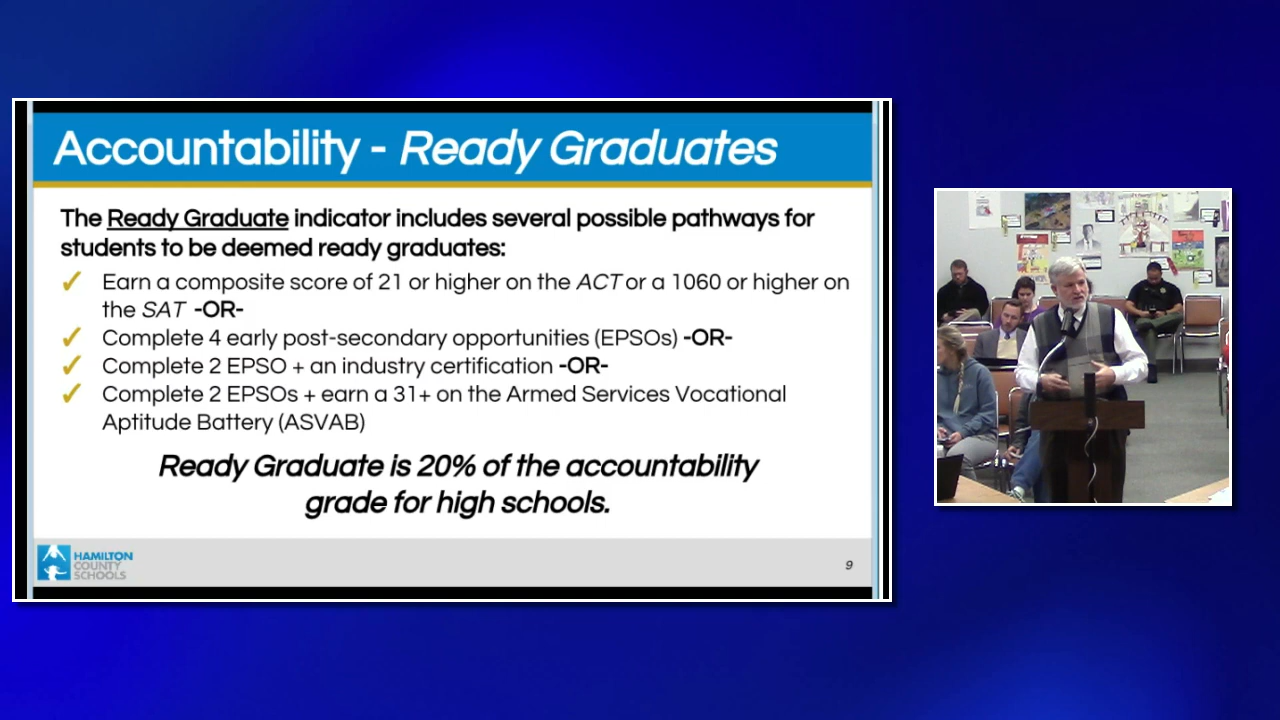 Accountability - Ready Graduates
The Ready Graduate indicator includes several possible pathways for
students to be deemed ready graduates:
✓ Earn a composite score of 21 or higher on the ACT or a 1060 or higher on
the SAT -OR-
✓ Complete 4 early post-secondary opportunities (EPSOs) -OR-
✓ Complete 2 EPSO + an industry certification -OR-
✓ Complete 2 EPSOs + earn a 31+ on the Armed Services Vocational
Aptitude Battery (ASVAB)
Ready Graduate is 20% of the accountability
grade for high schools.
HAMILTON
COUNTY
SCHOOLS
9